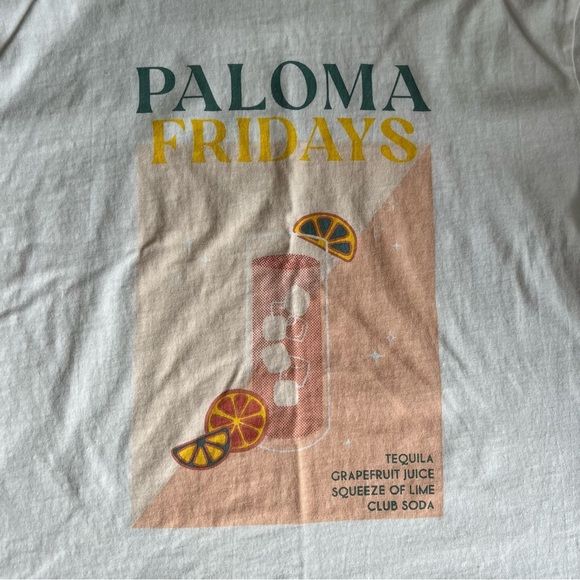 PALOMA
FRIDAYS
TEQUILA
GRAPEFRUIT JUICE
SQUEEZE OF LIME
CLUB SODA